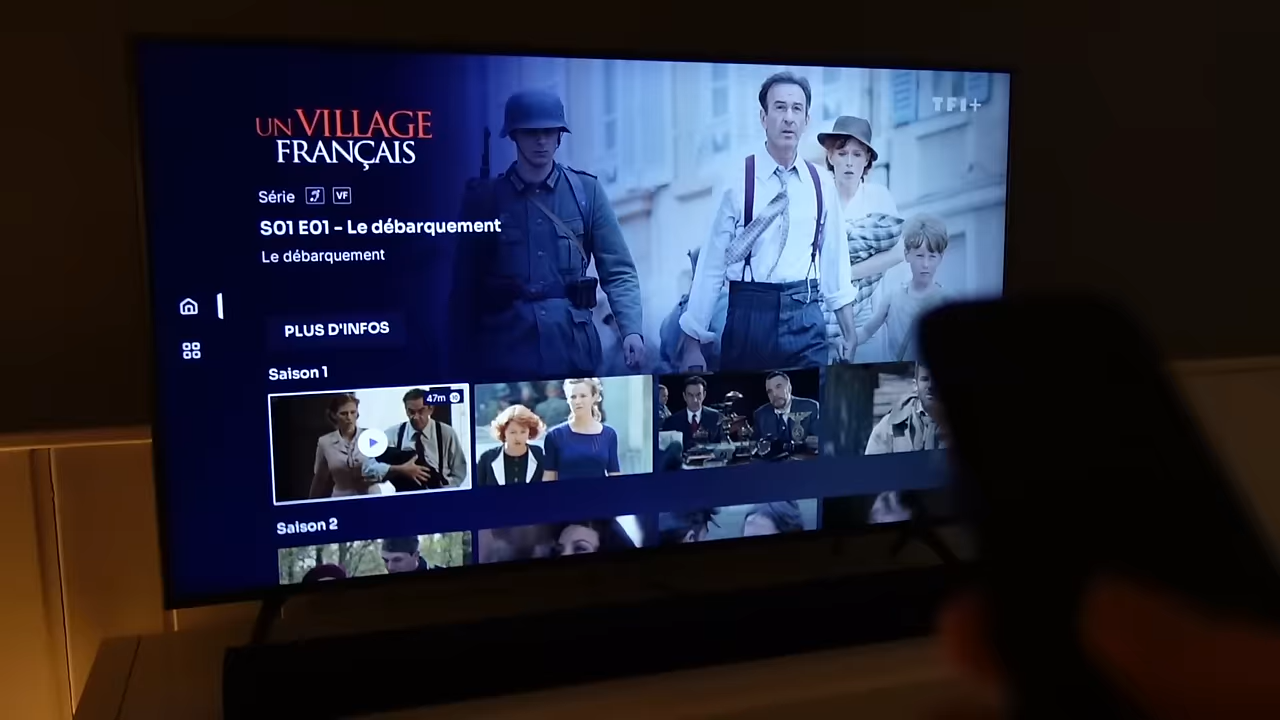 UN VILLAGE
FRANÇAIS
TF1+
Série VF
S01 E01 - Le débarquement
Le débarquement
PLUS D'INFOS
Saison 1
47m 10
Saison 2